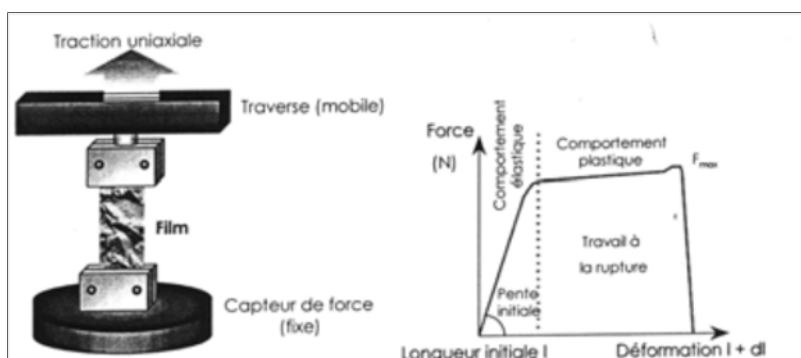 Traction uniaxiale
Traverse (mobile)
Film
Capteur de force
(fixe)
Force
(N)
Comportement
élastique
Comportement
plastique
F max
Travail à
la rupture
Pente
initiale
Longueur initiale l
Déformation l + dl